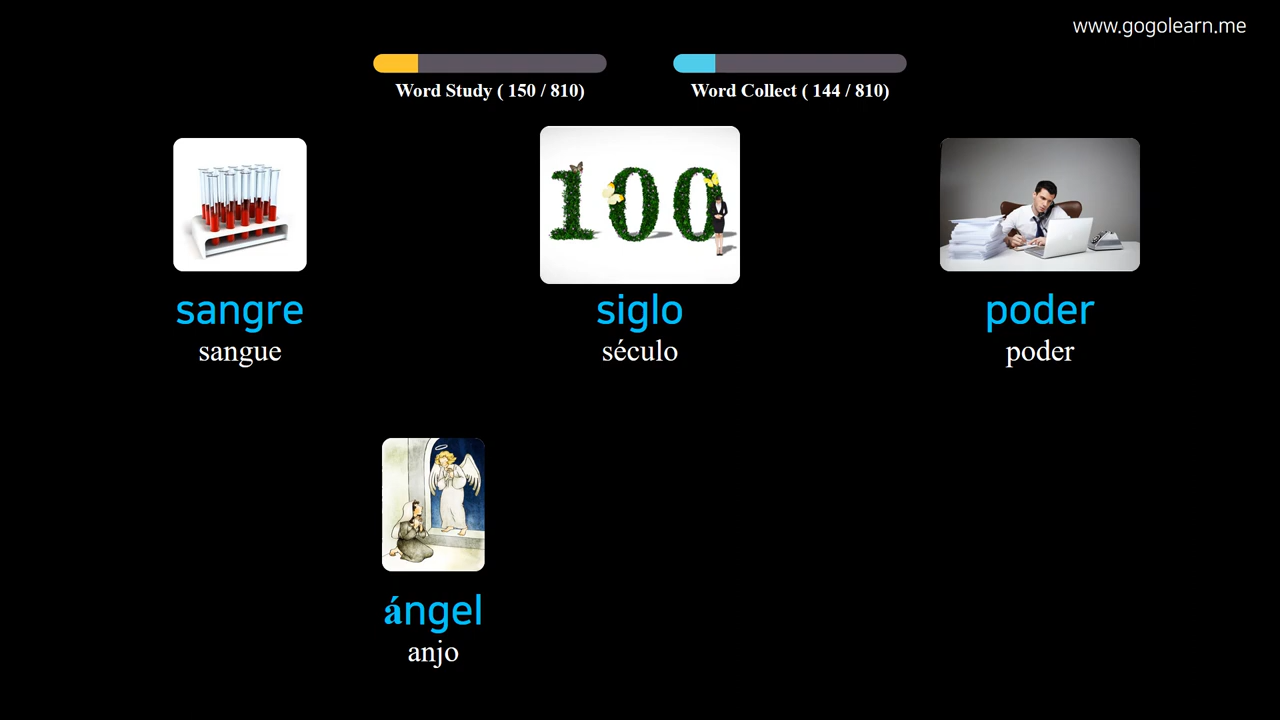 www.gogolearn.me
Word Study ( 150 / 810)
Word Collect ( 144 / 810)
100
sangre
sangue
siglo
século
poder
poder
ángel
anjo